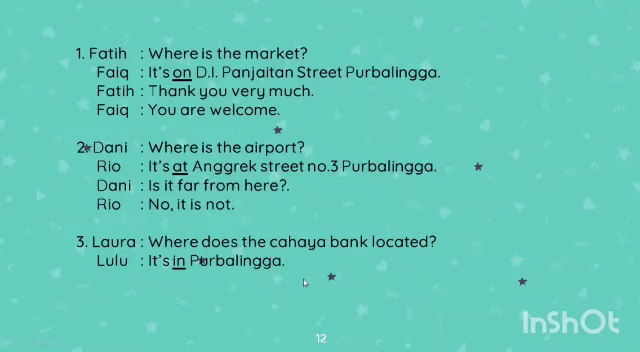 1. Fatih : Where is the market?
Faiq : It's on D.I. Panjaitan Street Purbalingga.
Fatih : Thank you very much.
Faiq : You are welcome.
2. Dani : Where is the airport?
Rio : It's at Anggrek street no.3 Purbalingga.
Dani : Is it far from here?.
Rio : No, it is not.
3. Laura : Where does the cahaya bank located?
Lulu : It's in Purbalingga.
12
InShOt